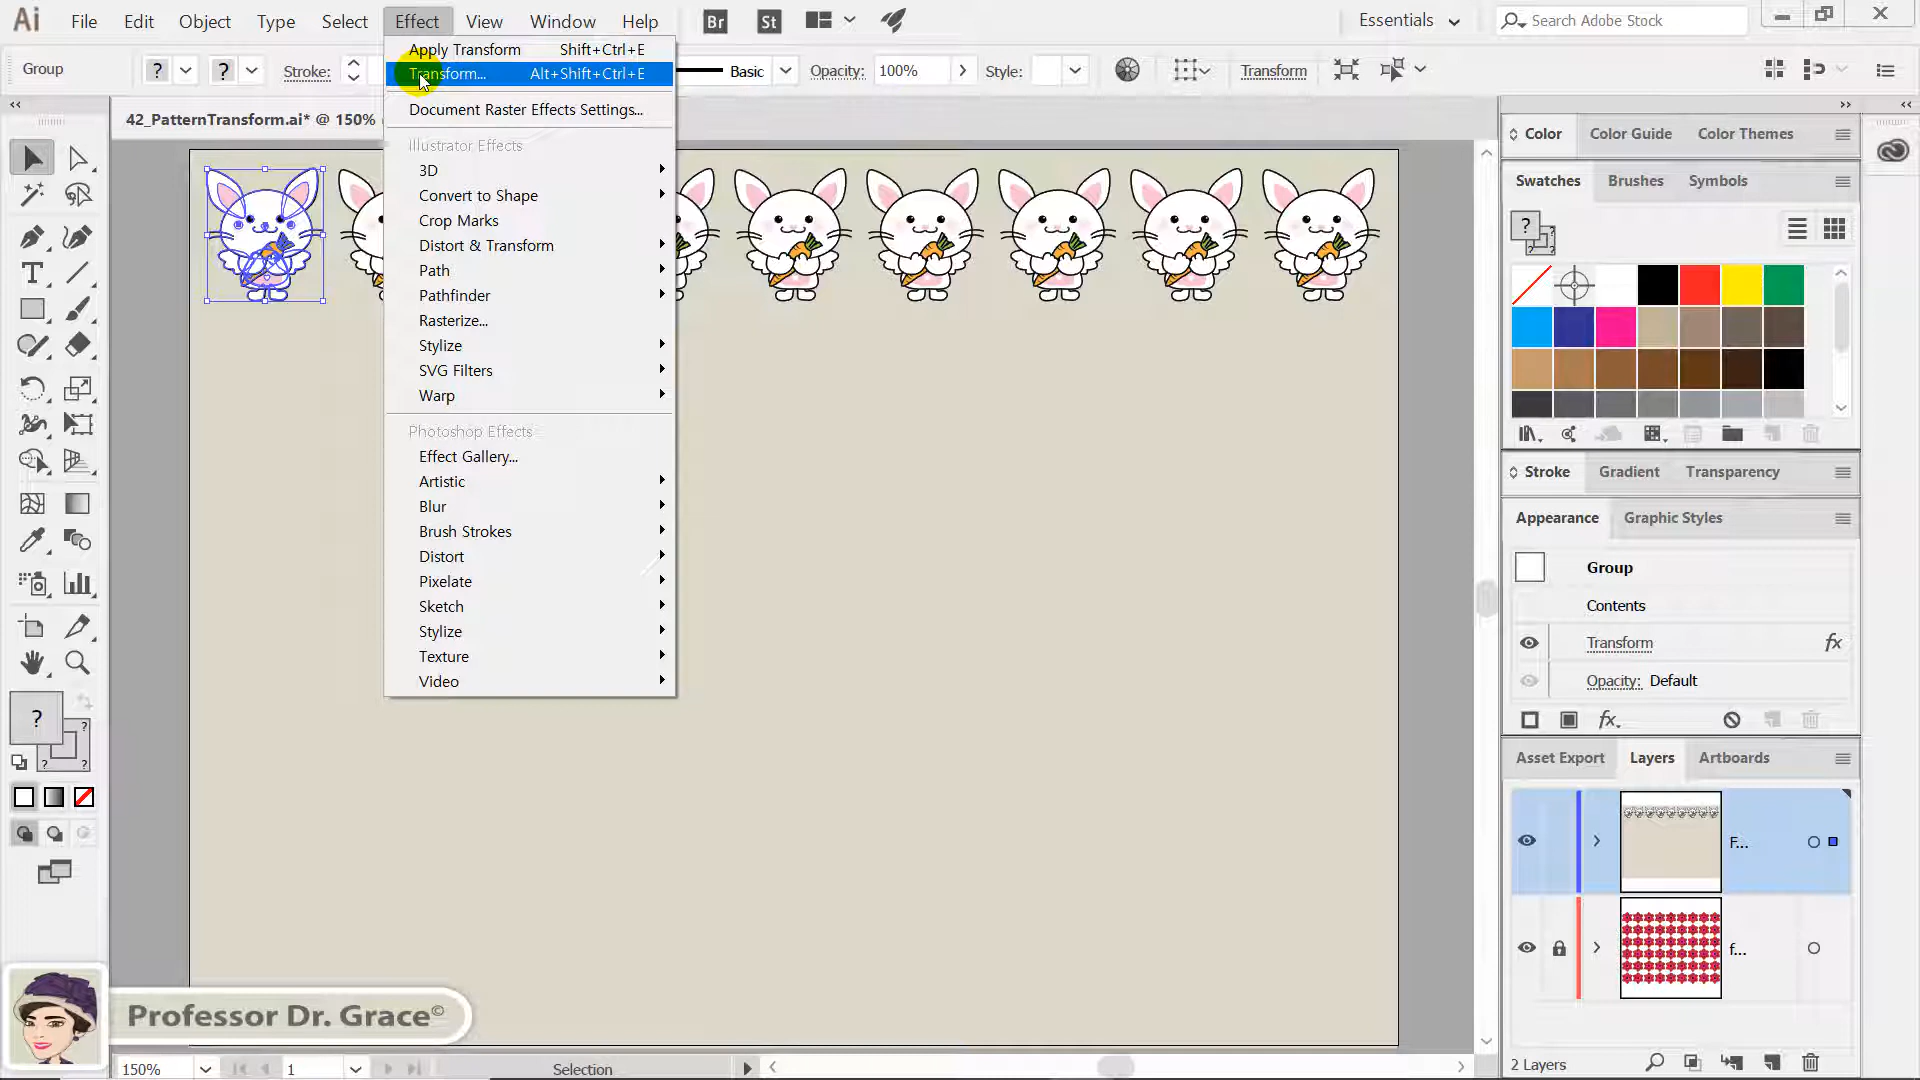 Ai File Edit Object Type Select Effect View Window Help Br St Essentials Search Adobe Stock
Group ? ? Stroke: Basic Opacity: 100% Style: Transform
Apply Transform Shift+Ctrl+E
Transform... Alt+Shift+Ctrl+E
Document Raster Effects Settings...
Illustrator Effects
3D
Convert to Shape
Crop Marks
Distort & Transform
Path
Pathfinder
Rasterize...
Stylize
SVG Filters
Warp
Photoshop Effects
Effect Gallery...
Artistic
Blur
Brush Strokes
Distort
Pixelate
Sketch
Stylize
Texture
Video
42_PatternTransform.ai* @ 150%
Color Color Guide Color Themes
Swatches Brushes Symbols
?
Stroke Gradient Transparency
Appearance Graphic Styles
Group
Contents
Transform fx
Opacity: Default
fx.
Asset Export Layers Artboards
F...
f...
2 Layers
? ?
? ?
Professor Dr. Grace©
150% 1 Selection